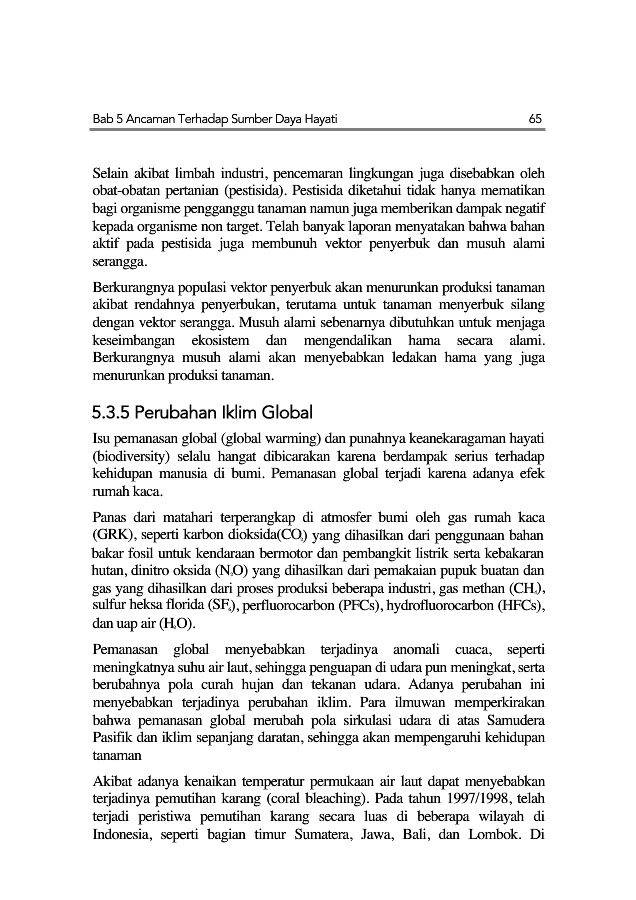 Bab 5 Ancaman Terhadap Sumber Daya Hayati 65
Selain akibat limbah industri, pencemaran lingkungan juga disebabkan oleh
obat-obatan pertanian (pestisida). Pestisida diketahui tidak hanya mematikan
bagi organisme pengganggu tanaman namun juga memberikan dampak negatif
kepada organisme non target. Telah banyak laporan menyatakan bahwa bahan
aktif pada pestisida juga membunuh vektor penyerbuk dan musuh alami
serangga.
Berkurangnya populasi vektor penyerbuk akan menurunkan produksi tanaman
akibat rendahnya penyerbukan, terutama untuk tanaman menyerbuk silang
dengan vektor serangga. Musuh alami sebenarnya dibutuhkan untuk menjaga
keseimbangan ekosistem dan mengendalikan hama secara alami.
Berkurangnya musuh alami akan menyebabkan ledakan hama yang juga
menurunkan produksi tanaman.
5.3.5 Perubahan Iklim Global
Isu pemanasan global (global warming) dan punahnya keanekaragaman hayati
(biodiversity) selalu hangat dibicarakan karena berdampak serius terhadap
kehidupan manusia di bumi. Pemanasan global terjadi karena adanya efek
rumah kaca.
Panas dari matahari terperangkap di atmosfer bumi oleh gas rumah kaca
(GRK), seperti karbon dioksida(CO₂) yang dihasilkan dari penggunaan bahan
bakar fosil untuk kendaraan bermotor dan pembangkit listrik serta kebakaran
hutan, dinitro oksida (N₂O) yang dihasilkan dari pemakaian pupuk buatan dan
gas yang dihasilkan dari proses produksi beberapa industri, gas methan (CH₄),
sulfur heksa florida (SF₆), perfluorocarbon (PFCs), hydrofluorocarbon (HFCs),
dan uap air (H₂O).
Pemanasan global menyebabkan terjadinya anomali cuaca, seperti
meningkatnya suhu air laut, sehingga penguapan di udara pun meningkat, serta
berubahnya pola curah hujan dan tekanan udara. Adanya perubahan ini
menyebabkan terjadinya perubahan iklim. Para ilmuwan memperkirakan
bahwa pemanasan global merubah pola sirkulasi udara di atas Samudera
Pasifik dan iklim sepanjang daratan, sehingga akan mempengaruhi kehidupan
tanaman
Akibat adanya kenaikan temperatur permukaan air laut dapat menyebabkan
terjadinya pemutihan karang (coral bleaching). Pada tahun 1997/1998, telah
terjadi peristiwa pemutihan karang secara luas di beberapa wilayah di
Indonesia, seperti bagian timur Sumatera, Jawa, Bali, dan Lombok. Di